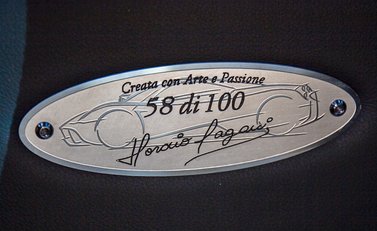 Creata con Arte e Passione
58 di 100
Horacio Pagani